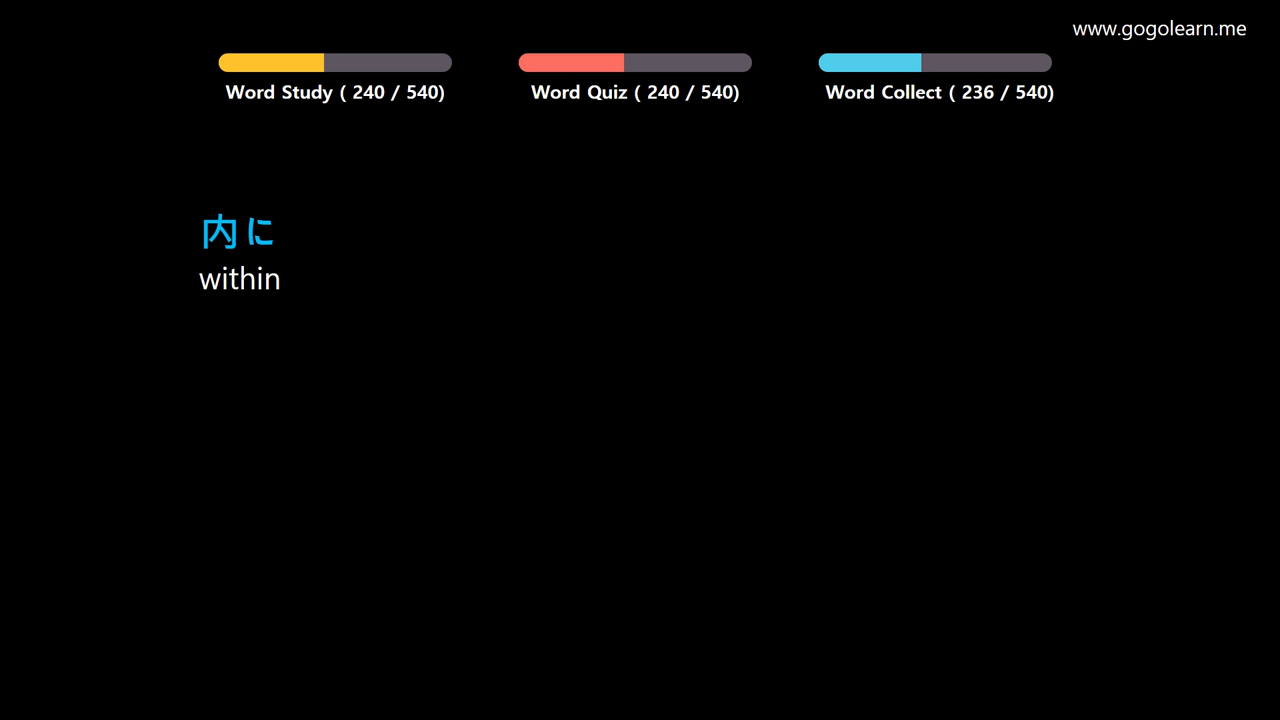 www.gogolearn.me
Word Study ( 240 / 540)
Word Quiz ( 240 / 540)
Word Collect ( 236 / 540)
内に
within